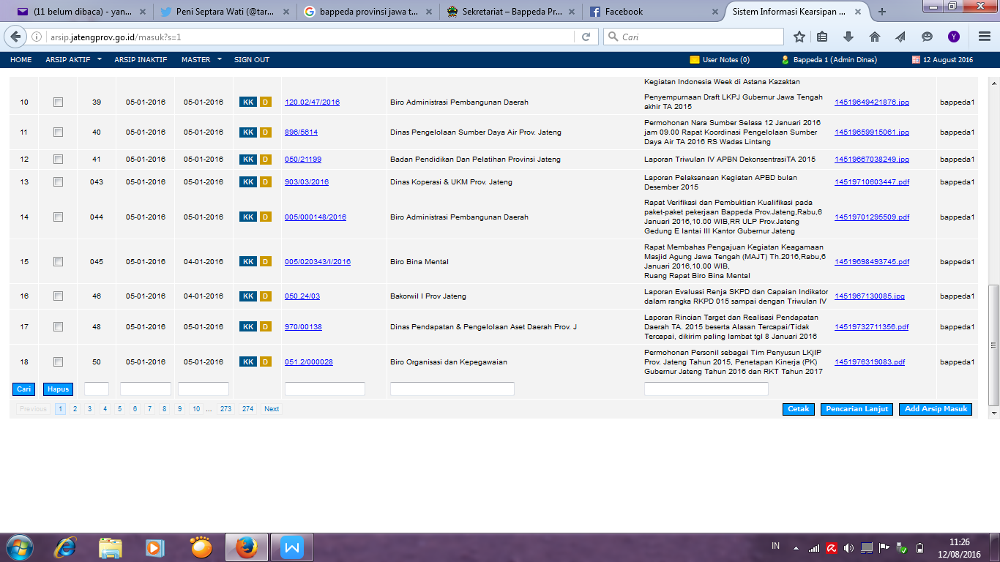 (11 belum dibaca) - yan...
Peni Septara Wati (@tar...
bappeda provinsi jawa t...
Sekretariat – Bappeda Pr...
Facebook
Sistem Informasi Kearsipan ...
arsip.jatengprov.go.id/masuk?s=1
Cari
HOME ARSIP AKTIF ARSIP INAKTIF MASTER SIGN OUT
User Notes (0) Bappeda 1 (Admin Dinas) 12 August 2016
Kegiatan Indonesia Week di Astana Kazaktan
10 39 05-01-2016 05-01-2016 KK D 120.02/47/2016 Biro Administrasi Pembangunan Daerah
Penyempurnaan Draft LKPJ Gubernur Jawa Tengah
akhir TA 2015
14519649421876.jpg bappeda1
11 40 05-01-2016 05-01-2016 KK D 896/5614 Dinas Pengelolaan Sumber Daya Air Prov. Jateng
Permohonan Nara Sumber Selasa 12 Januari 2016
jam 09.00 Rapat Koordinasi Pengelolaan Sumber
Daya Air TA 2016 RS Wadas Lintang
14519659915061.jpg bappeda1
12 41 05-01-2016 05-01-2016 KK D 050/21199 Badan Pendidikan Dan Pelatihan Provinsi Jateng
Laporan Triwulan IV APBN DekonsentrasiTA 2015
14519667038249.jpg bappeda1
13 043 05-01-2016 05-01-2016 KK D 903/03/2016 Dinas Koperasi & UKM Prov. Jateng
Laporan Pelaksanaan Kegiatan APBD bulan
Desember 2015
14519710603447.pdf bappeda1
14 044 05-01-2016 05-01-2016 KK D 005/000148/2016 Biro Administrasi Pembangunan Daerah
Rapat Verifikasi dan Pembuktian Kualifikasi pada
paket-paket pekerjaan Bappeda Prov.Jateng,Rabu,6
Januari 2016,10.00 WIB,RR ULP Prov.Jateng
Gedung E lantai III Kantor Gubernur Jateng
14519701295509.pdf bappeda1
15 045 05-01-2016 04-01-2016 KK D 005/020343/I/2016 Biro Bina Mental
Rapat Membahas Pengajuan Kegiatan Keagamaan
Masjid Agung Jawa Tengah (MAJT) Th.2016,Rabu,6
Januari 2016,10.00 WIB,
Ruang Rapat Biro Bina Mental
14519698493745.pdf bappeda1
16 46 05-01-2016 04-01-2016 KK D 050.24/03 Bakorwil I Prov Jateng
Laporan Evaluasi Renja SKPD dan Capaian Indikator
dalam rangka RKPD 015 sampai dengan Triwulan IV
1451967130085.jpg bappeda1
17 48 05-01-2016 05-01-2016 KK D 970/00138 Dinas Pendapatan & Pengelolaan Aset Daerah Prov. J
Laporan Rincian Target dan Realisasi Pendapatan
Daerah TA. 2015 beserta Alasan Tercapai/Tidak
Tercapai, dikirim paling lambat tgl 8 Januari 2016
14519732711356.pdf bappeda1
18 50 05-01-2016 05-01-2016 KK D 051.2/000028 Biro Organisasi dan Kepegawaian
Permohonan Personil sebagai Tim Penyusun LKjIP
Prov. Jateng Tahun 2015, Penetapan Kinerja (PK)
Gubernur Jateng Tahun 2016 dan RKT Tahun 2017
1451976319083.pdf bappeda1
Cari Hapus
Previous 1 2 3 4 5 6 7 8 9 10 ... 273 274 Next
Cetak Pencarian Lanjut Add Arsip Masuk
IN
11:26
12/08/2016